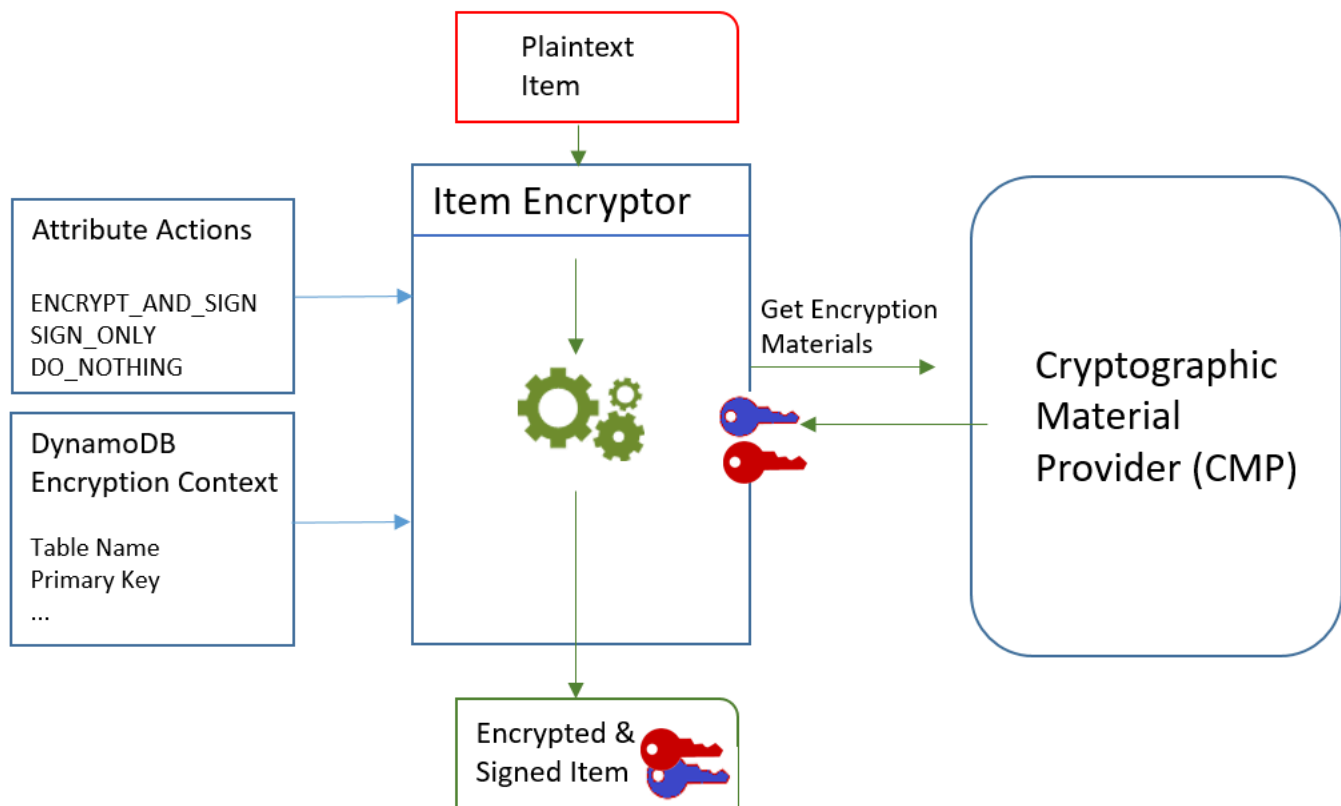 Plaintext
Item
Item Encryptor
Attribute Actions
ENCRYPT_AND_SIGN
SIGN_ONLY
DO_NOTHING
DynamoDB
Encryption Context
Table Name
Primary Key
...
Get Encryption
Materials
Cryptographic
Material
Provider (CMP)
Encrypted &
Signed Item